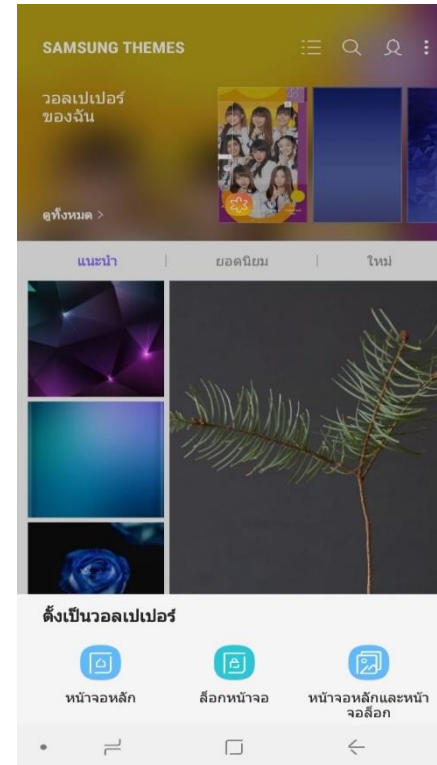 SAMSUNG THEMES
วอลเปเปอร์
ของฉัน
ดูทั้งหมด >
แนะนำ | ยอดนิยม | ใหม่
ตั้งเป็นวอลเปเปอร์
หน้าจอหลัก
ล็อกหน้าจอ
หน้าจอหลักและหน้า
จอล็อก